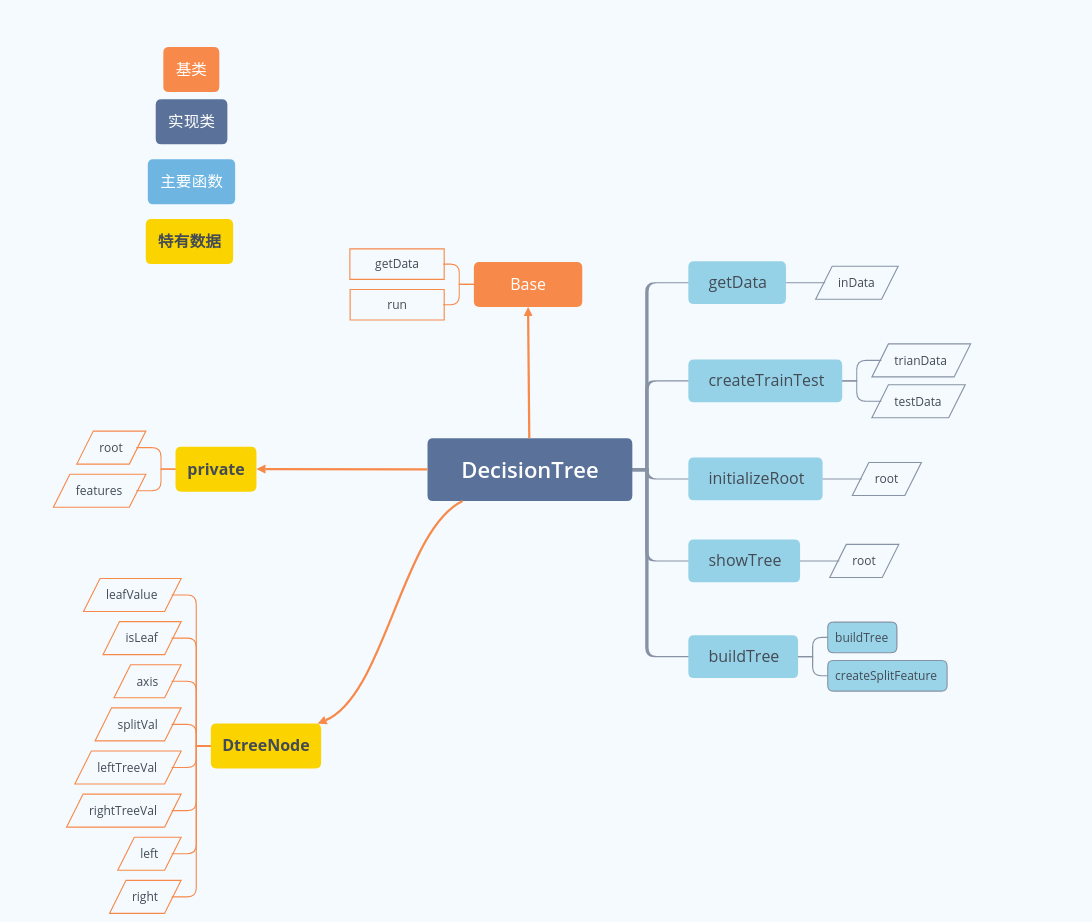 基类
实现类
主要函数
特有数据
getData
run
Base
DecisionTree
private
root
features
DtreeNode
leafValue
isLeaf
axis
splitVal
leftTreeVal
rightTreeVal
left
right
getData
inData
createTrainTest
trianData
testData
initializeRoot
root
showTree
root
buildTree
buildTree
createSplitFeature